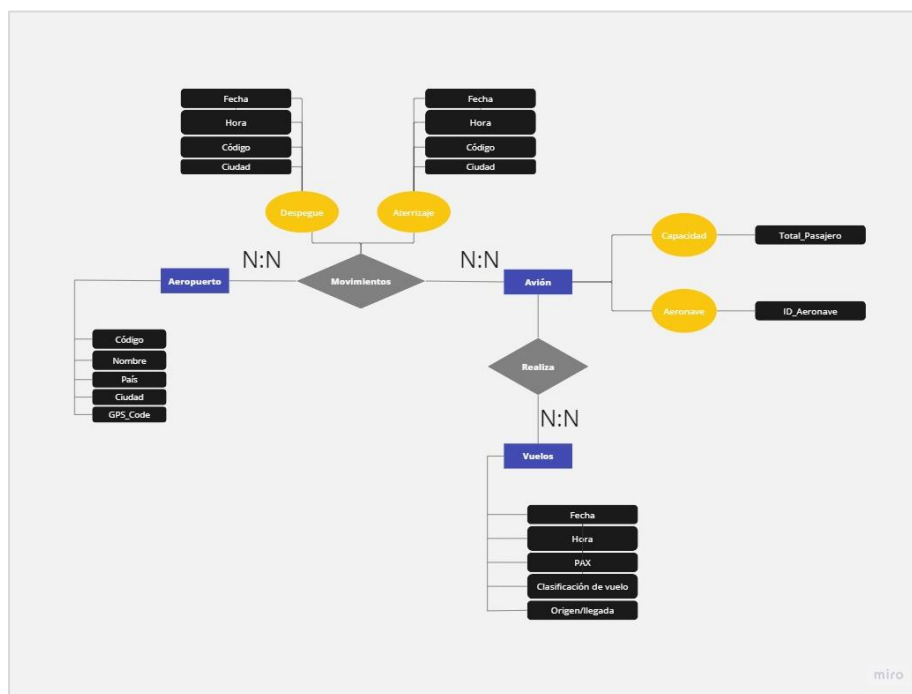 Fecha
Hora
Código
Ciudad
Fecha
Hora
Código
Ciudad
Despegue
Aterrizaje
Capacidad
Total_Pasajero
N:N
N:N
Aeropuerto
Movimientos
Avión
Aeronave
ID_Aeronave
Código
Nombre
País
Ciudad
GPS_Code
Realiza
N:N
Vuelos
Fecha
Hora
PAX
Clasificación de vuelo
Origen/llegada
miro